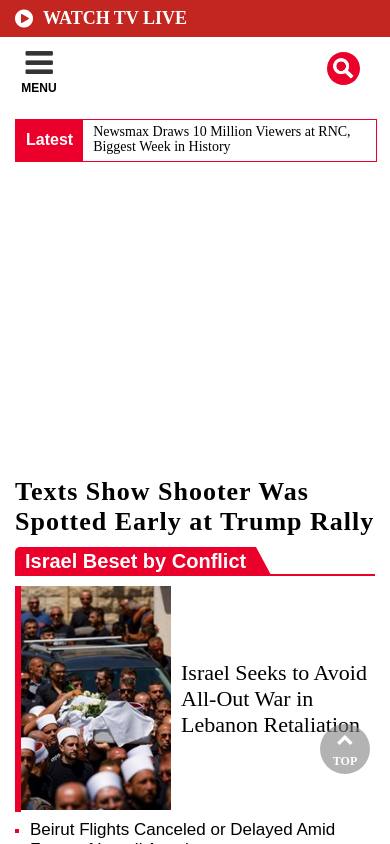 WATCH TV LIVE
MENU
Latest
Newsmax Draws 10 Million Viewers at RNC,
Biggest Week in History
Texts Show Shooter Was
Spotted Early at Trump Rally
Israel Beset by Conflict
Israel Seeks to Avoid
All-Out War in
Lebanon Retaliation
TOP
Beirut Flights Canceled or Delayed Amid